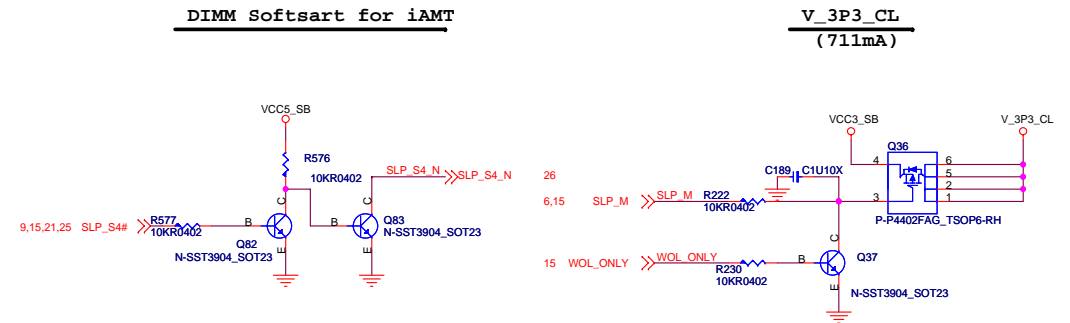 DIMM Softsart for iAMT
V_3P3_CL
(711mA)
VCC5_SB
R576
10KR0402
SLP_S4_N
SLP_S4_N
26
C
B
E
Q83
N-SST3904_SOT23
9,15,21,25
SLP_S4#
R577
10KR0402
C
B
E
Q82
N-SST3904_SOT23
VCC3_SB
V_3P3_CL
Q36
4
3
6
5
2
1
P-P4402FAG_TSOP6-RH
C189
C1U10X
6,15
SLP_M
SLP_M
R222
10KR0402
15
WOL_ONLY
WOL_ONLY
R230
10KR0402
C
B
E
Q37
N-SST3904_SOT23